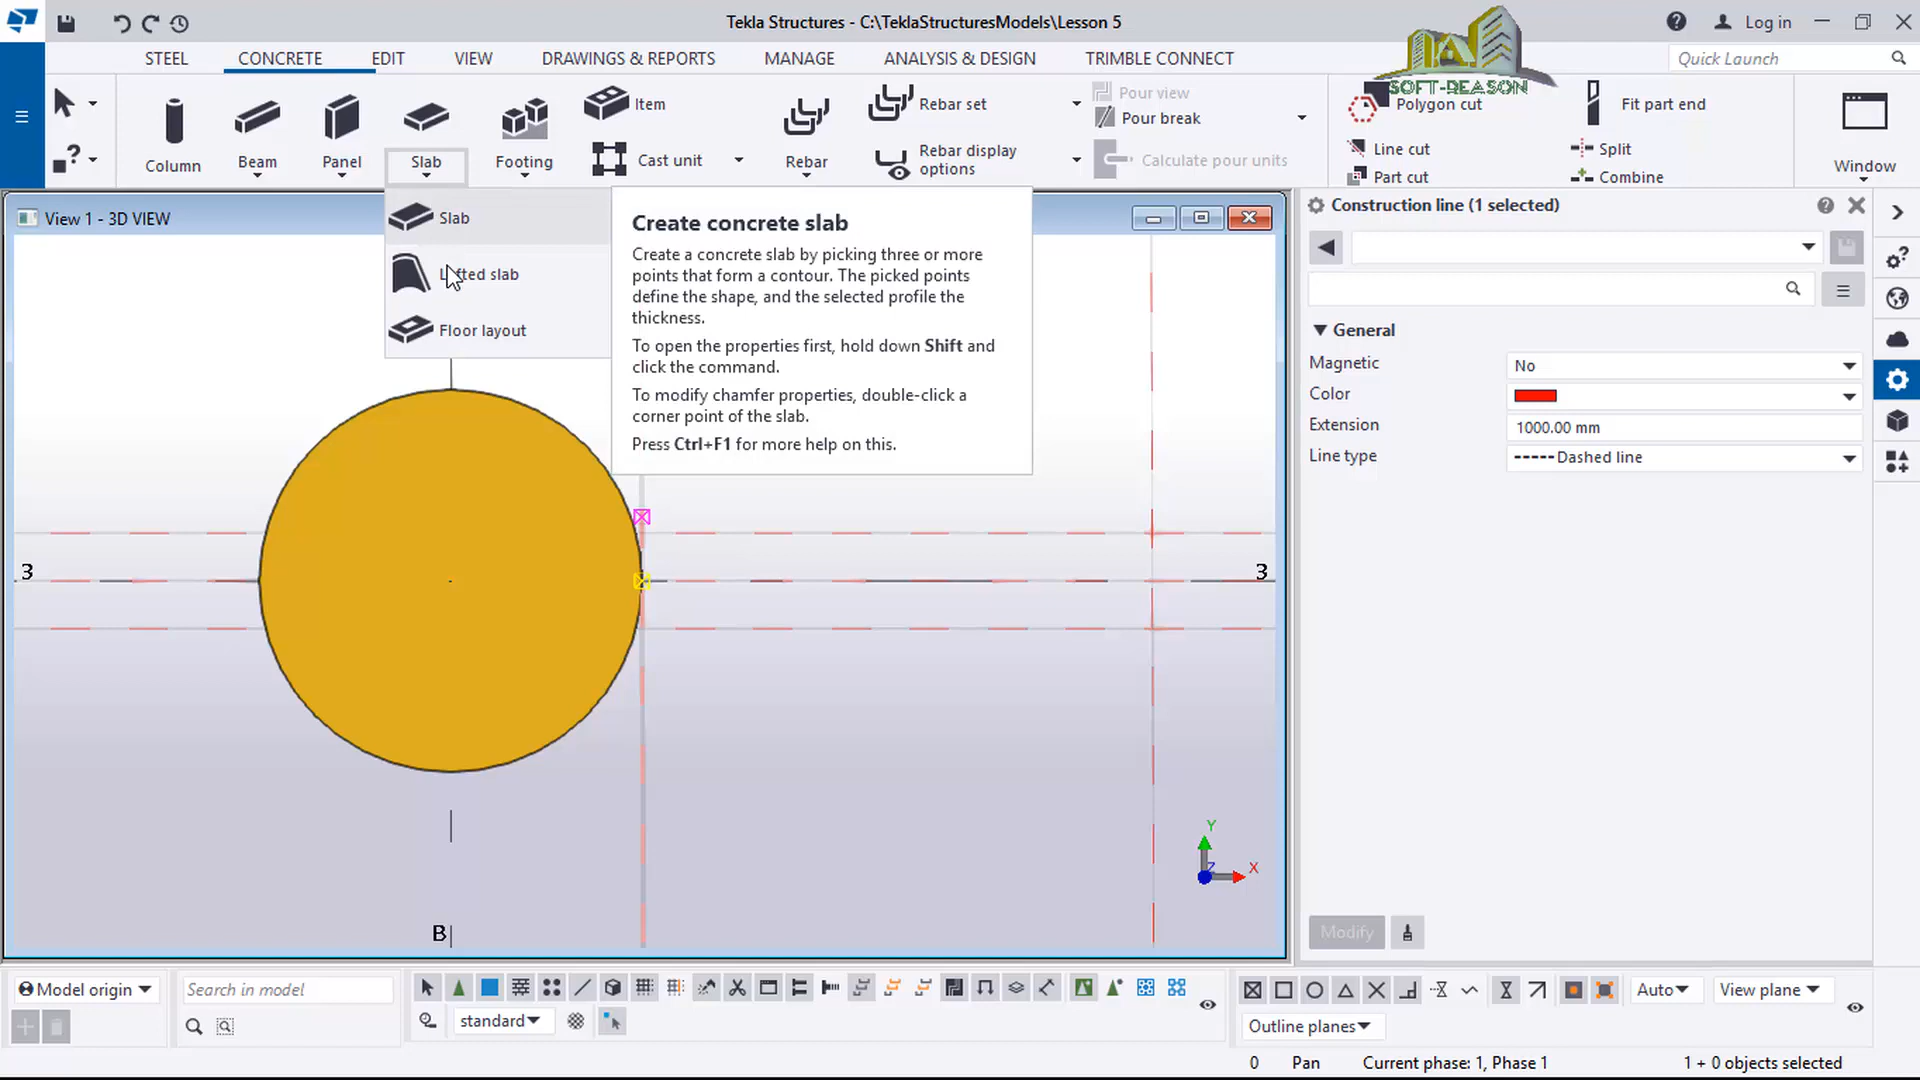 Tekla Structures - C:\TeklaStructuresModels\Lesson 5
Log in
STEEL
CONCRETE
EDIT
VIEW
DRAWINGS & REPORTS
MANAGE
ANALYSIS & DESIGN
TRIMBLE CONNECT
Quick Launch
SOFT-REASON
Column
Beam
Panel
Slab
Footing
Item
Cast unit
Rebar
Rebar set
Rebar display
options
Pour view
Pour break
Calculate pour units
Polygon cut
Line cut
Part cut
Fit part end
Split
Combine
Window
View 1 - 3D VIEW
Slab
Lofted slab
Floor layout
Create concrete slab
Create a concrete slab by picking three or more
points that form a contour. The picked points
define the shape, and the selected profile the
thickness.
To open the properties first, hold down Shift and
click the command.
To modify chamfer properties, double-click a
corner point of the slab.
Press Ctrl+F1 for more help on this.
Construction line (1 selected)
General
Magnetic
No
Color
Extension
1000.00 mm
Line type
Dashed line
3
3
B
Y
Z
X
Modify
Model origin
Search in model
standard
Auto
View plane
Outline planes
0
Pan
Current phase: 1, Phase 1
1 + 0 objects selected